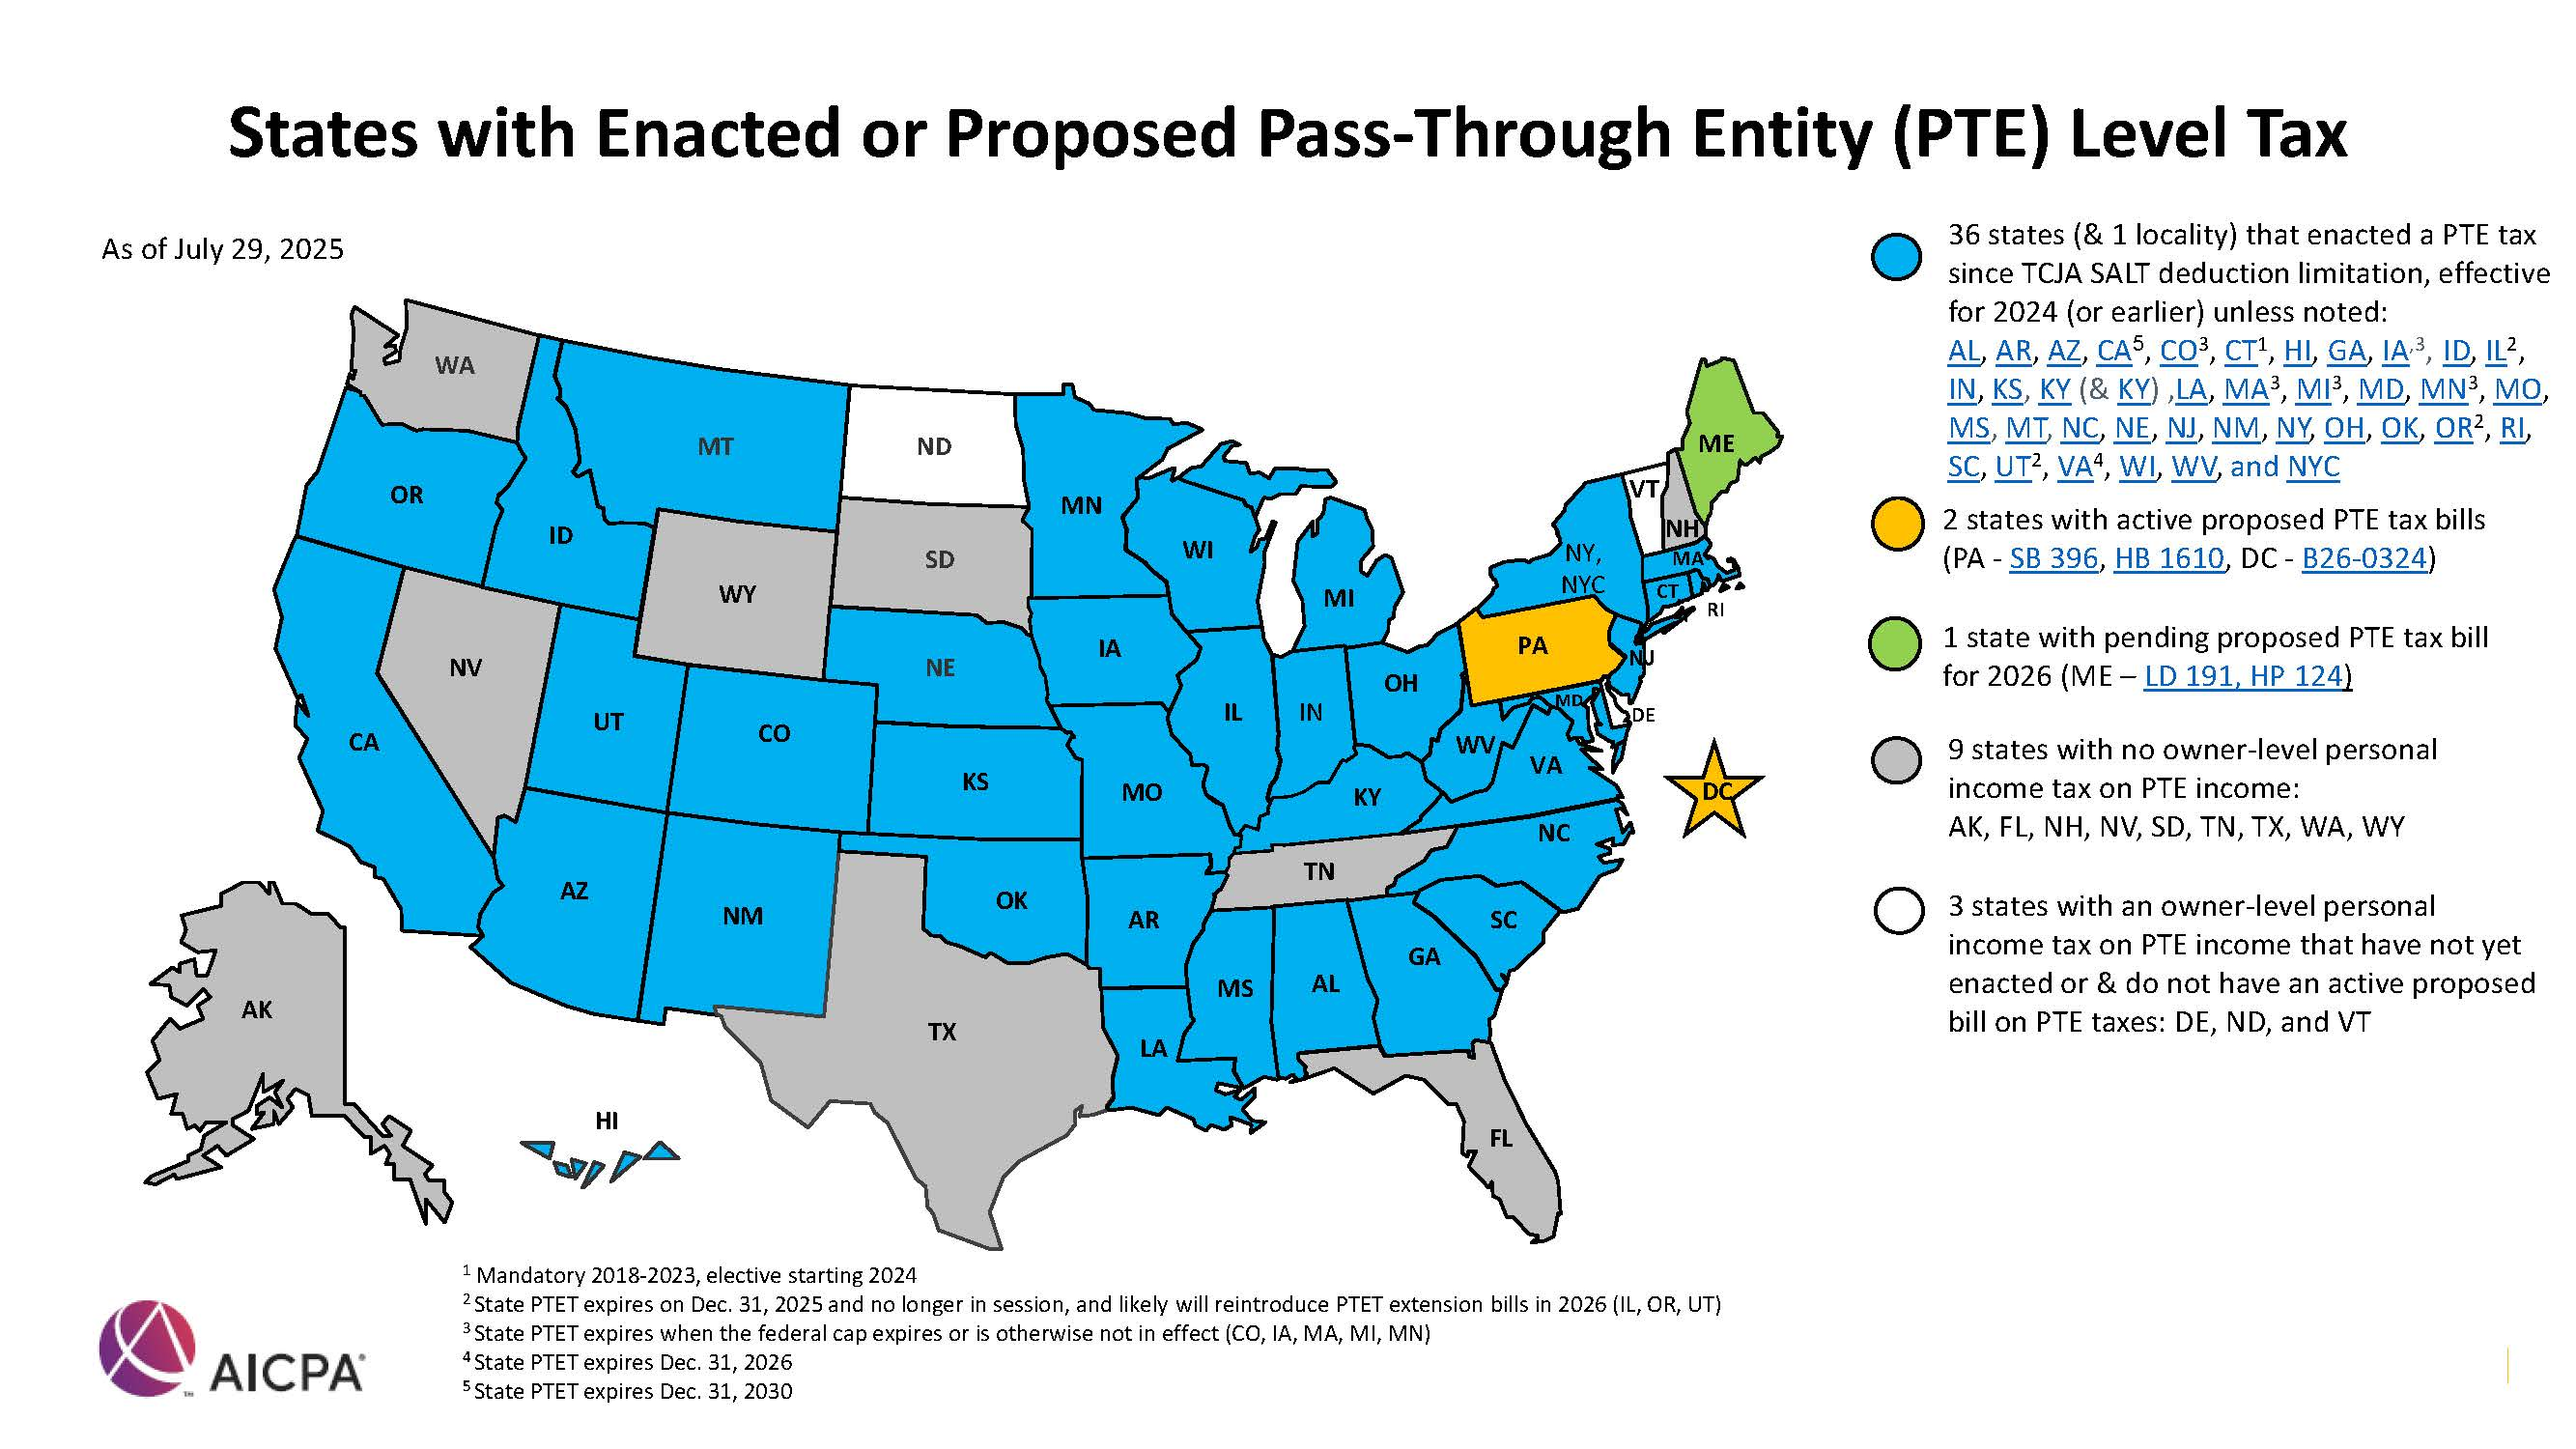 States with Enacted or Proposed Pass-Through Entity (PTE) Level Tax
As of July 29, 2025
36 states (& 1 locality) that enacted a PTE tax
since TCJA SALT deduction limitation, effective
for 2024 (or earlier) unless noted:
AL, AR, AZ, CA⁵, CO³, CT¹, HI, GA, IA,³, ID, IL²,
IN, KS, KY (& KY) ,LA, MA³, MI³, MD, MN³, MO,
MS, MT, NC, NE, NJ, NM, NY, OH, OK, OR², RI,
SC, UT², VA⁴, WI, WV, and NYC
2 states with active proposed PTE tax bills
(PA - SB 396, HB 1610, DC - B26-0324)
1 state with pending proposed PTE tax bill
for 2026 (ME – LD 191, HP 124)
9 states with no owner-level personal
income tax on PTE income:
AK, FL, NH, NV, SD, TN, TX, WA, WY
3 states with an owner-level personal
income tax on PTE income that have not yet
enacted or & do not have an active proposed
bill on PTE taxes: DE, ND, and VT
WA
MT
ND
ME
OR
VT
MN
NH
ID
WI
NY,
NYC
MA
SD
CT
WY
MI
RI
PA
IA
NJ
NV
NE
OH
MD
IL
IN
DE
UT
CO
WV
CA
VA
KS
MO
KY
DC
NC
TN
AZ
OK
NM
AR
SC
GA
AL
MS
AK
TX
LA
HI
FL
¹ Mandatory 2018-2023, elective starting 2024
² State PTET expires on Dec. 31, 2025 and no longer in session, and likely will reintroduce PTET extension bills in 2026 (IL, OR, UT)
³ State PTET expires when the federal cap expires or is otherwise not in effect (CO, IA, MA, MI, MN)
⁴ State PTET expires Dec. 31, 2026
⁵ State PTET expires Dec. 31, 2030
AICPA®